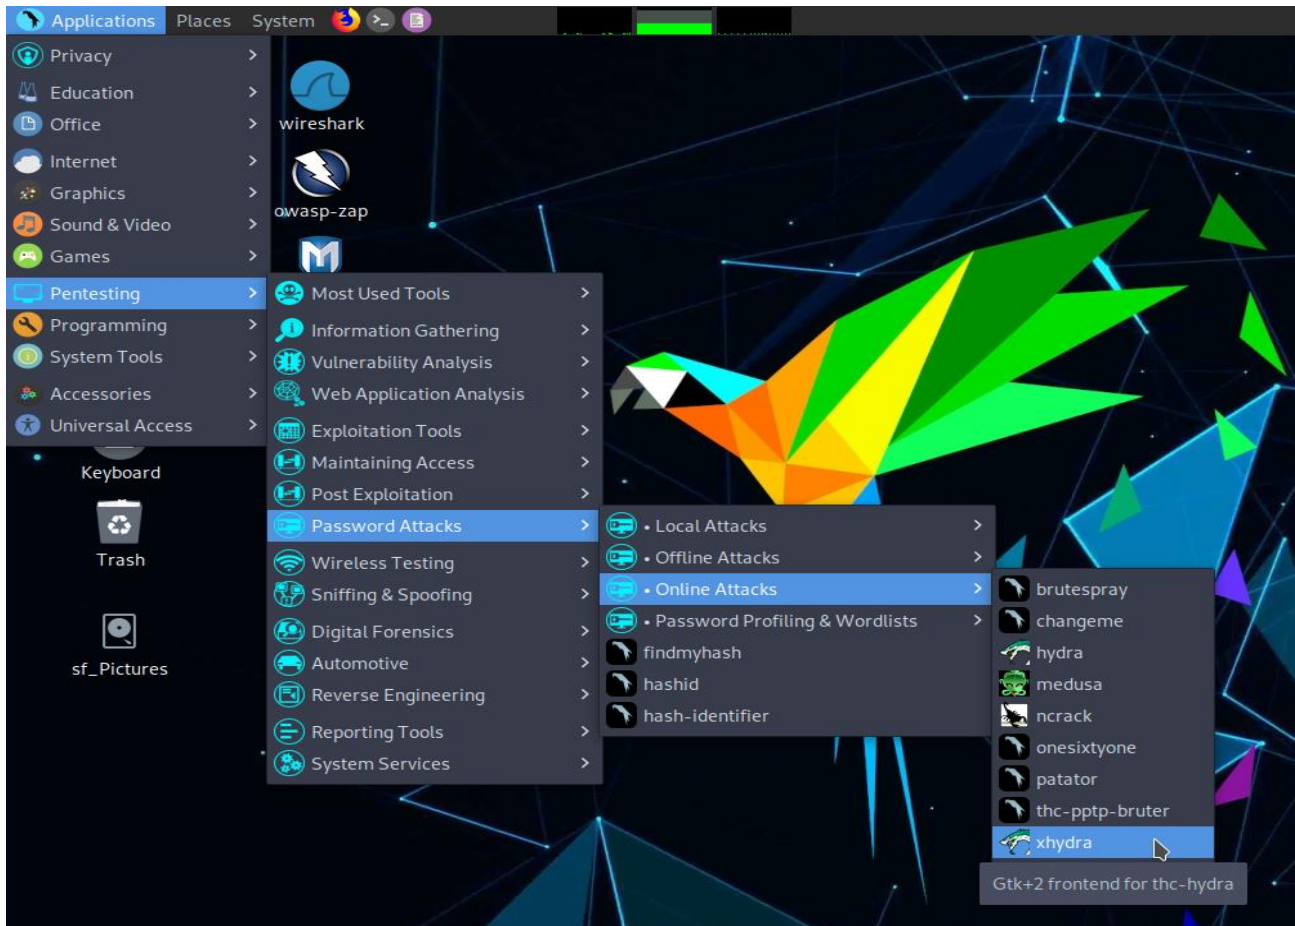 Applications Places System
Privacy
Education
Office
Internet
Graphics
Sound & Video
Games
Pentesting
Programming
System Tools
Accessories
Universal Access
wireshark
owasp-zap
Keyboard
Trash
sf_Pictures
Most Used Tools
Information Gathering
Vulnerability Analysis
Web Application Analysis
Exploitation Tools
Maintaining Access
Post Exploitation
Password Attacks
Wireless Testing
Sniffing & Spoofing
Digital Forensics
Automotive
Reverse Engineering
Reporting Tools
System Services
• Local Attacks
• Offline Attacks
• Online Attacks
• Password Profiling & Wordlists
findmyhash
hashid
hash-identifier
brutespray
changeme
hydra
medusa
ncrack
onesixtyone
patator
thc-pptp-bruter
xhydra
Gtk+2 frontend for thc-hydra